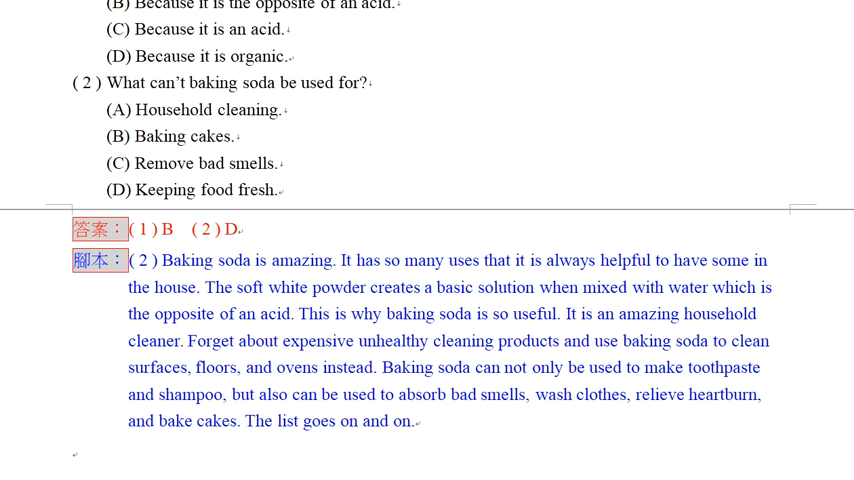 (B) Because it is the opposite of an acid.
(C) Because it is an acid.
(D) Because it is organic.
( 2 ) What can’t baking soda be used for?
(A) Household cleaning.
(B) Baking cakes.
(C) Remove bad smells.
(D) Keeping food fresh.
答案：( 1 ) B ( 2 ) D
腳本：( 2 ) Baking soda is amazing. It has so many uses that it is always helpful to have some in
the house. The soft white powder creates a basic solution when mixed with water which is
the opposite of an acid. This is why baking soda is so useful. It is an amazing household
cleaner. Forget about expensive unhealthy cleaning products and use baking soda to clean
surfaces, floors, and ovens instead. Baking soda can not only be used to make toothpaste
and shampoo, but also can be used to absorb bad smells, wash clothes, relieve heartburn,
and bake cakes. The list goes on and on.